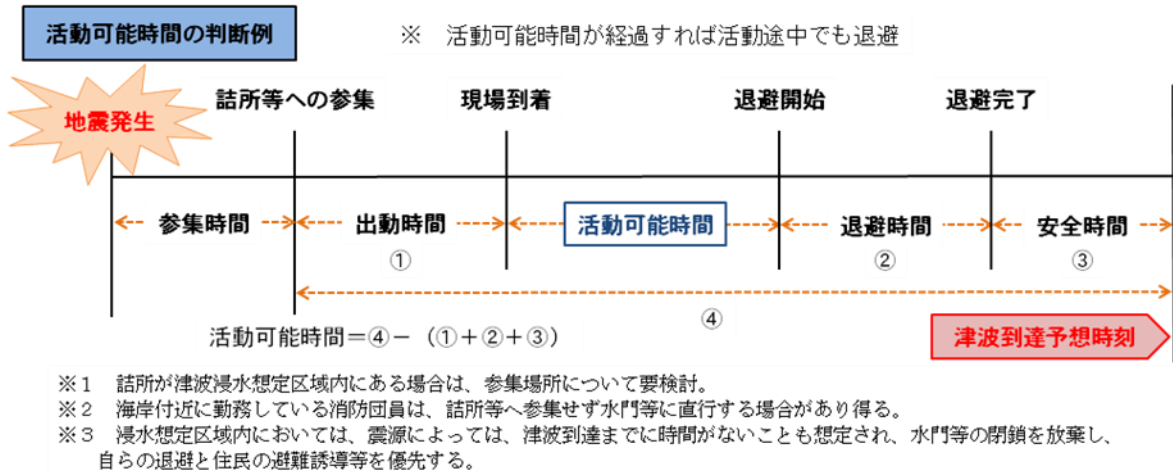 活動可能時間の判断例
※　活動可能時間が経過すれば活動途中でも退避
地震発生
詰所等への参集
現場到着
退避開始
退避完了
参集時間
出動時間
活動可能時間
退避時間
安全時間
①
②
③
④
活動可能時間＝④－（①＋②＋③）
津波到達予想時刻
※１　詰所が津波浸水想定区域内にある場合は、参集場所について要検討。
※２　海岸付近に勤務している消防団員は、詰所等へ参集せず水門等に直行する場合があり得る。
※３　浸水想定区域内においては、震源によっては、津波到達までに時間がないことも想定され、水門等の閉鎖を放棄し、
自らの退避と住民の避難誘導等を優先する。